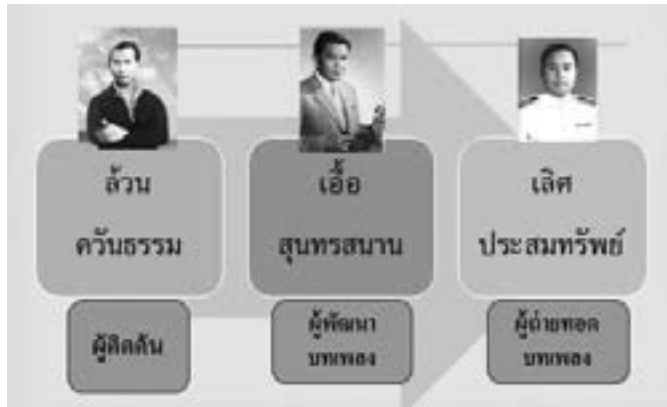 ล้วน
ควันธรรม
เอื้อ
สุนทรสนาน
เลิศ
ประสมทรัพย์
ผู้คิดค้น
ผู้พัฒนา
บทเพลง
ผู้ถ่ายทอด
บทเพลง